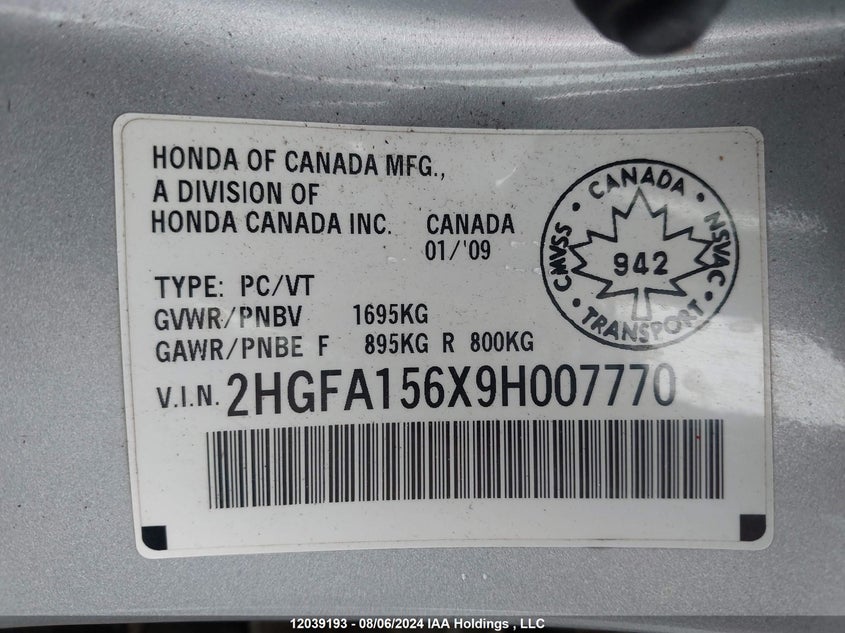 HONDA OF CANADA MFG.,
A DIVISION OF
HONDA CANADA INC. CANADA
01/'09
TYPE: PC/VT
GVWR/PNBV 1695KG
GAWR/PNBE F 895KG R 800KG
V.I.N. 2HGFA156X9H007770
CMVSS • CANADA • NSVAC • TRANSPORT •
942
12039193 - 08/06/2024 IAA Holdings , LLC